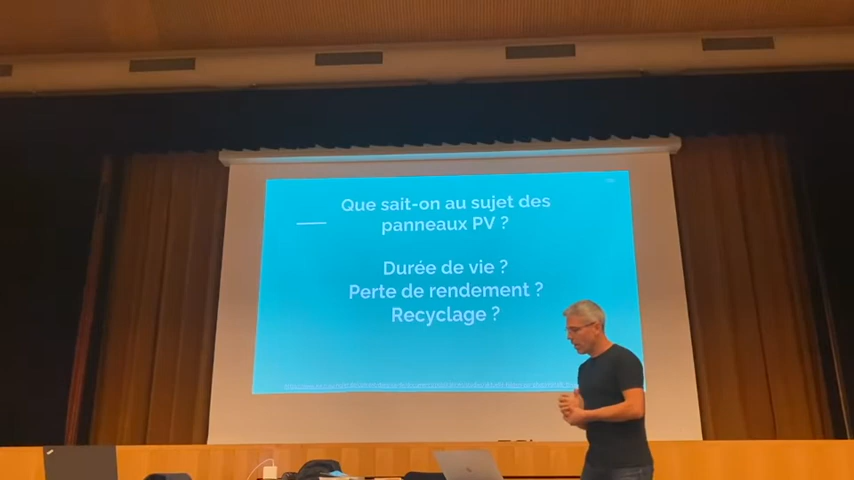 Que sait-on au sujet des
panneaux PV ?
Durée de vie ?
Perte de rendement ?
Recyclage ?